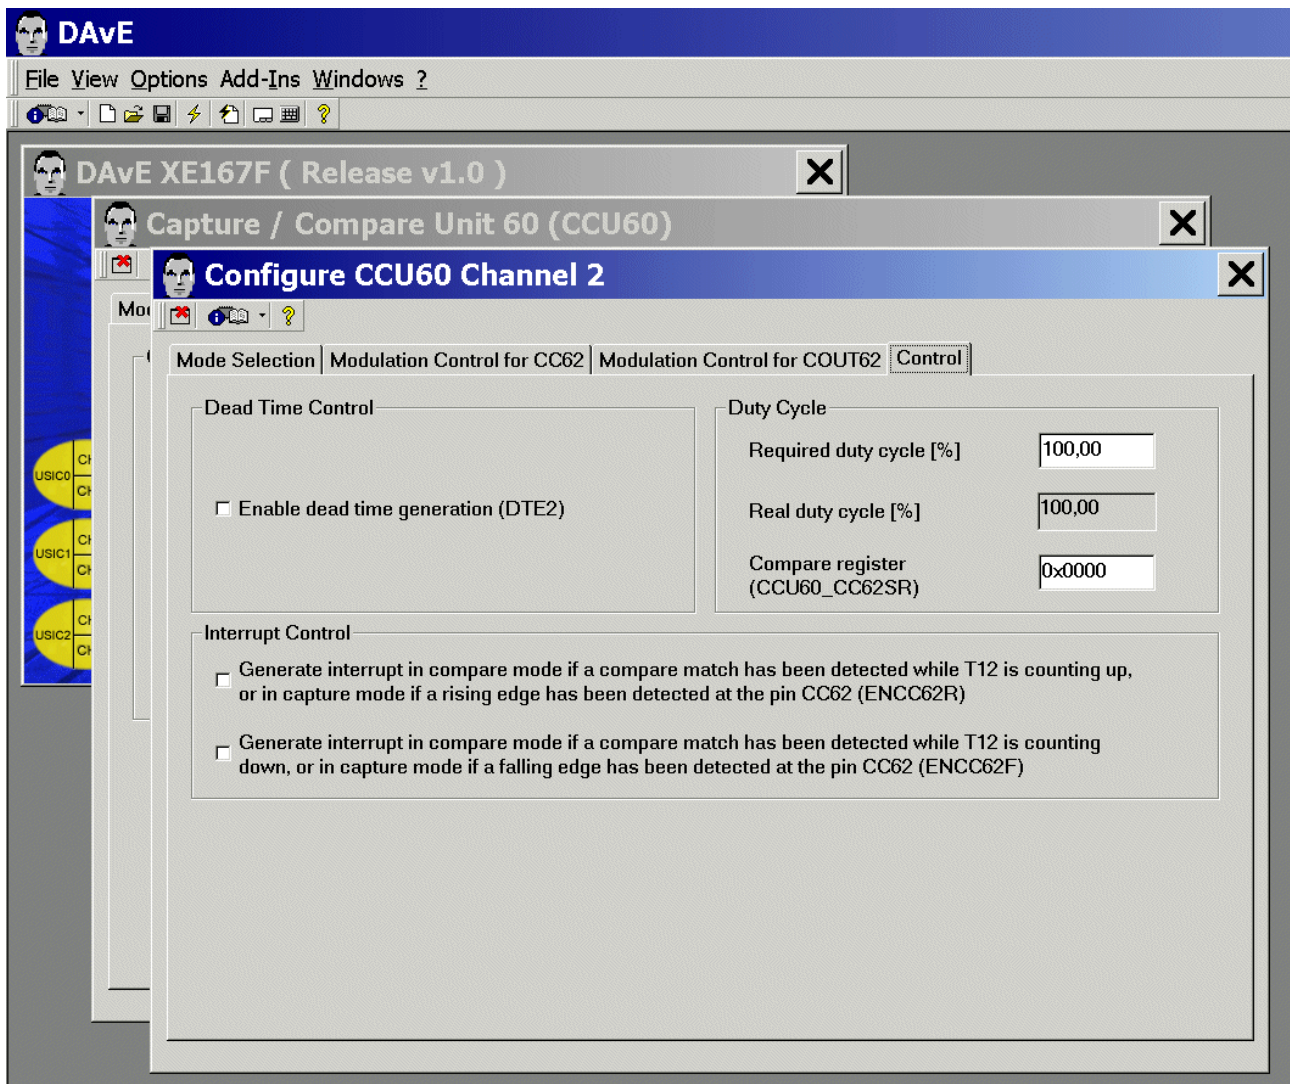 DAvE
File View Options Add-Ins Windows ?
DAvE XE167F ( Release v1.0 )
Capture / Compare Unit 60 (CCU60)
Configure CCU60 Channel 2
Mode Selection Modulation Control for CC62 Modulation Control for COUT62 Control
Dead Time Control
Enable dead time generation (DTE2)
Duty Cycle
Required duty cycle [%] 100,00
Real duty cycle [%] 100,00
Compare register
(CCU60_CC62SR) 0x0000
Interrupt Control
Generate interrupt in compare mode if a compare match has been detected while T12 is counting up,
or in capture mode if a rising edge has been detected at the pin CC62 (ENCC62R)
Generate interrupt in compare mode if a compare match has been detected while T12 is counting
down, or in capture mode if a falling edge has been detected at the pin CC62 (ENCC62F)
USIC0
USIC1
USIC2